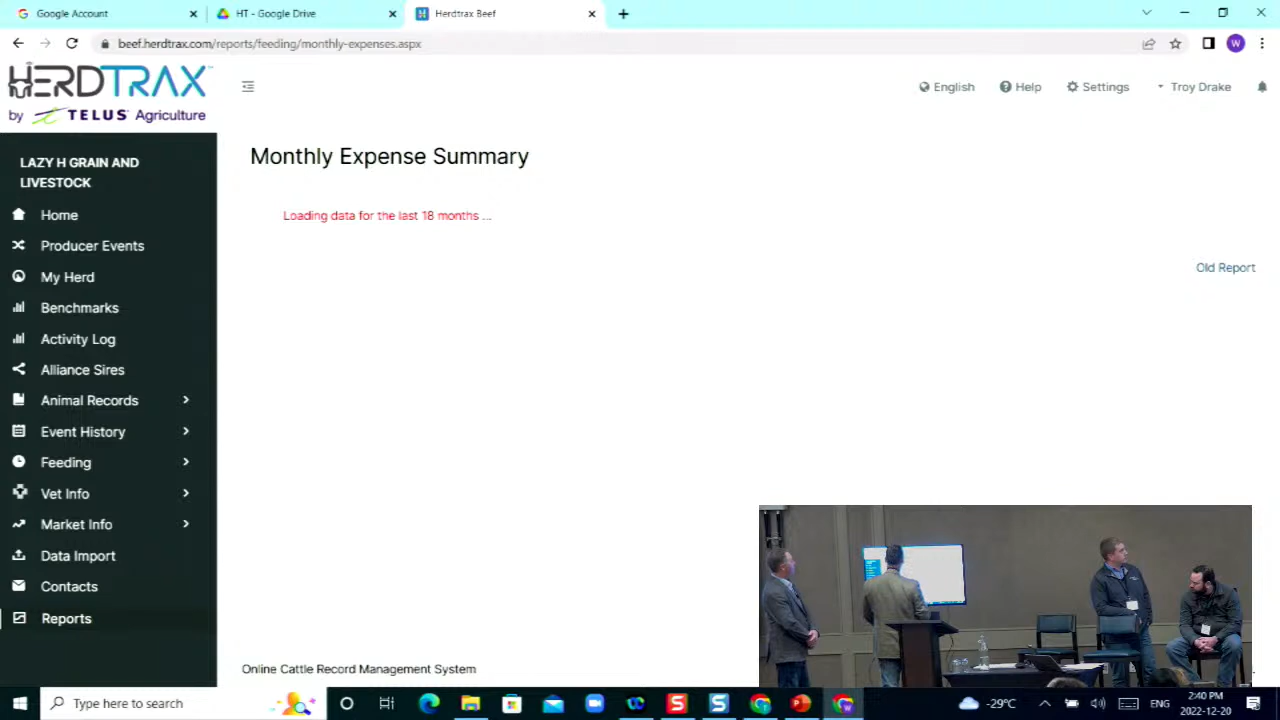 Google Account
HT - Google Drive
Herdtrax Beef
beef.herdtrax.com/reports/feeding/monthly-expenses.aspx
W
HERDTRAX™
by TELUS® Agriculture
English
Help
Settings
Troy Drake
LAZY H GRAIN AND
LIVESTOCK
Home
Producer Events
My Herd
Benchmarks
Activity Log
Alliance Sires
Animal Records
Event History
Feeding
Vet Info
Market Info
Data Import
Contacts
Reports
Monthly Expense Summary
Loading data for the last 18 months ...
Old Report
Online Cattle Record Management System
Type here to search
-29°C
ENG
2:40 PM
2022-12-20